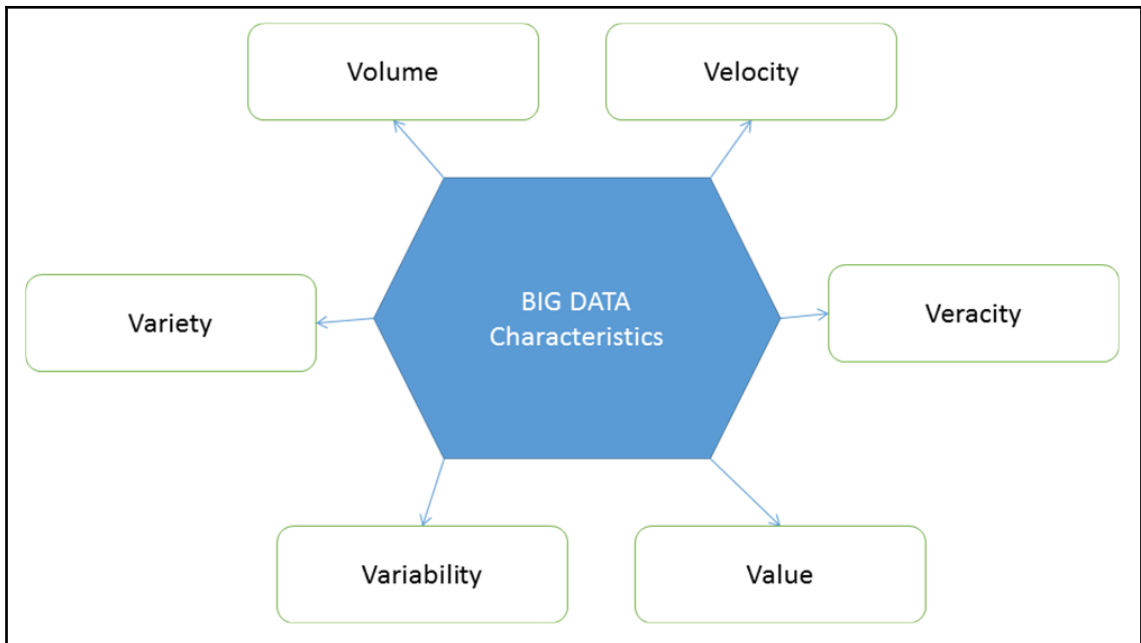 Volume
Velocity
Variety
BIG DATA
Characteristics
Veracity
Variability
Value